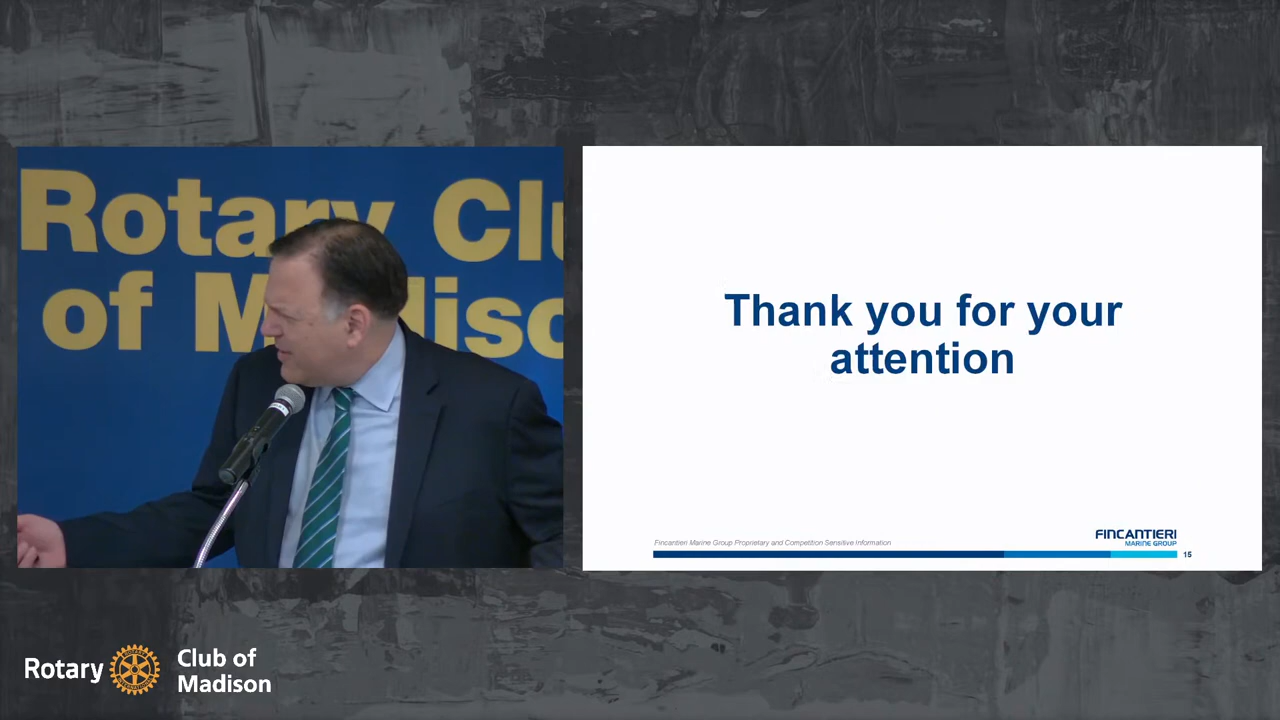 Rotary Clu
of M diso
Thank you for your
attention
Fincantieri Marine Group Proprietary and Competition Sensitive Information
FINCANTIERI
MARINE GROUP
15
Rotary
Club of
Madison